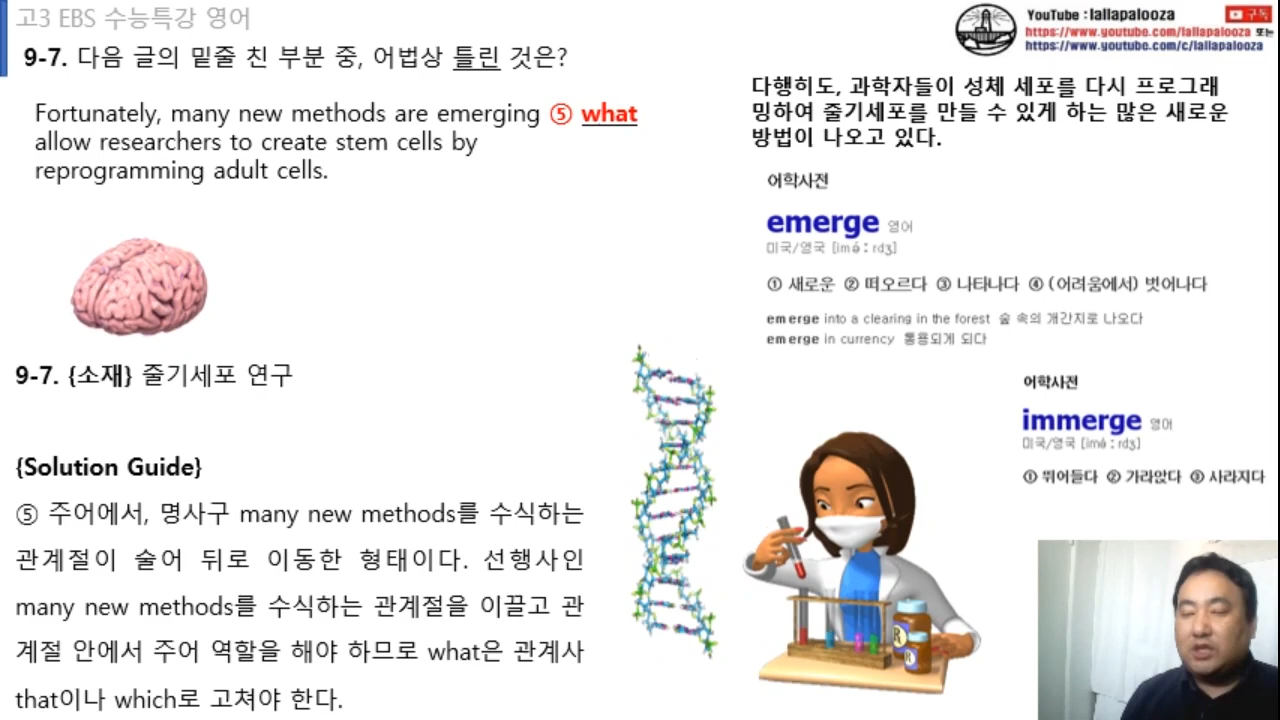 고3 EBS 수능특강 영어
9-7. 다음 글의 밑줄 친 부분 중, 어법상 틀린 것은?
Fortunately, many new methods are emerging ⑤ what
allow researchers to create stem cells by
reprogramming adult cells.
9-7. {소재} 줄기세포 연구
{Solution Guide}
⑤ 주어에서, 명사구 many new methods를 수식하는
관계절이 술어 뒤로 이동한 형태이다. 선행사인
many new methods를 수식하는 관계절을 이끌고 관
계절 안에서 주어 역할을 해야 하므로 what은 관계사
that이나 which로 고쳐야 한다.
YouTube : lallapalooza
구독
https://www.youtube.com/lallapalooza 또는
https://www.youtube.com/c/lallapalooza
다행히도, 과학자들이 성체 세포를 다시 프로그래
밍하여 줄기세포를 만들 수 있게 하는 많은 새로운
방법이 나오고 있다.
어학사전
emerge 영어
미국/영국 [imə́ːrdʒ]
① 새로운 ② 떠오르다 ③ 나타나다 ④ (어려움에서) 벗어나다
emerge into a clearing in the forest 숲 속의 개간지로 나오다
emerge in currency 통용되게 되다
어학사전
immerge 영어
미국/영국 [imə́ːrdʒ]
① 뛰어들다 ② 가라앉다 ③ 사라지다
R
R